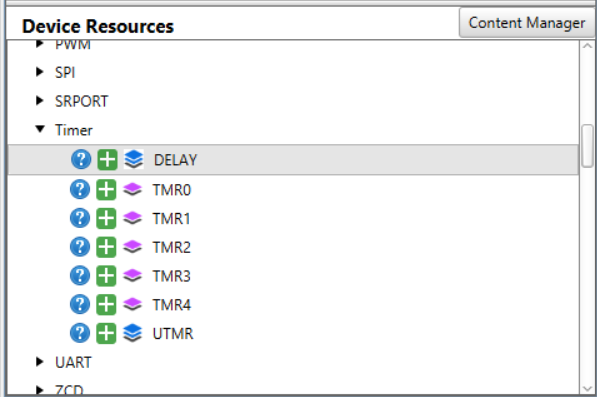 Device Resources
Content Manager
PWM
SPI
SRPORT
Timer
? DELAY
? TMR0
? TMR1
? TMR2
? TMR3
? TMR4
? UTMR
UART
ZCD